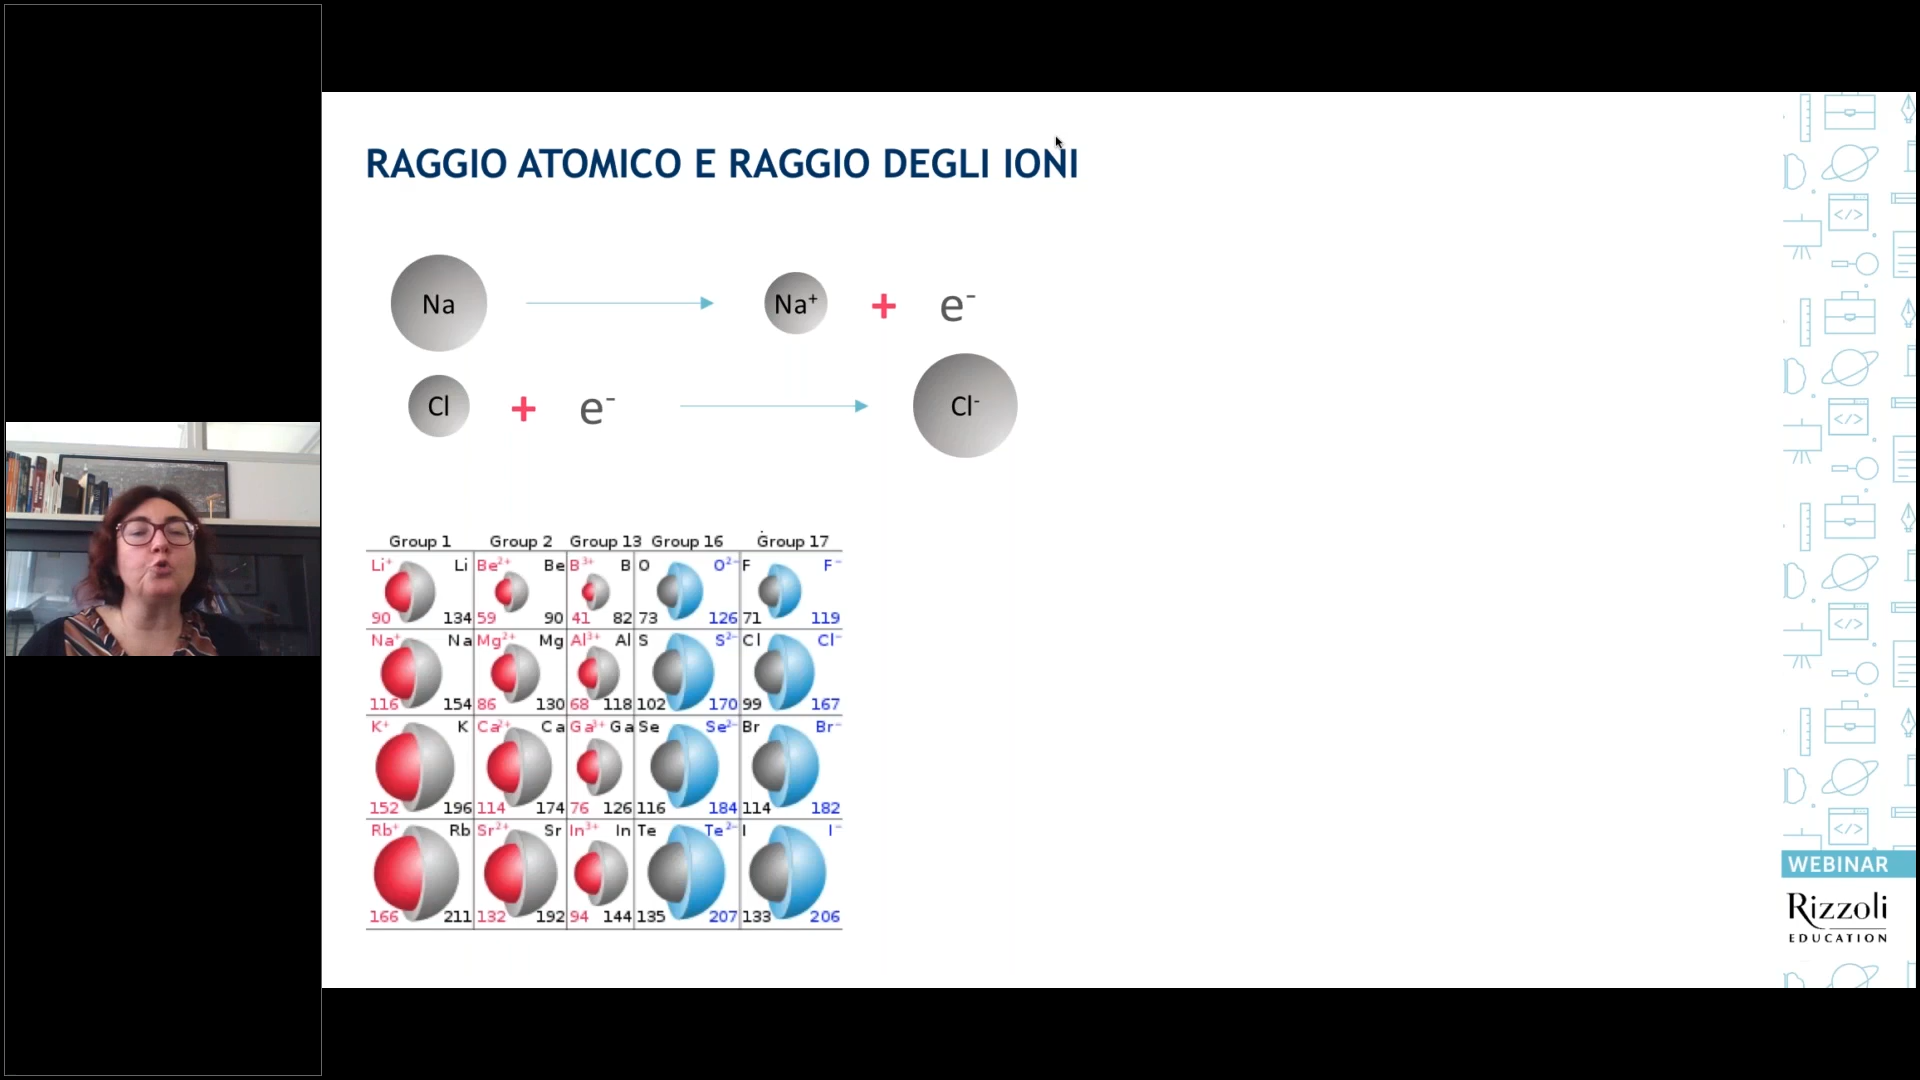 RAGGIO ATOMICO E RAGGIO DEGLI IONI
Na Na⁺ + e⁻
Cl + e⁻ Cl⁻
Group 1 Group 2 Group 13 Group 16 Group 17
Li⁺ Li Be²⁺ Be B³⁺ B O O²⁻ F F⁻
90 134 59 90 41 82 73 126 71 119
Na⁺ Na Mg²⁺ Mg Al³⁺ Al S S²⁻ Cl Cl⁻
116 154 86 130 68 118 102 170 99 167
K⁺ K Ca²⁺ Ca Ga³⁺ Ga Se Se²⁻ Br Br⁻
152 196 114 174 76 126 116 184 114 182
Rb⁺ Rb Sr²⁺ Sr In³⁺ In Te Te²⁻ I I⁻
166 211 132 192 94 144 135 207 133 206
WEBINAR
Rizzoli
EDUCATION